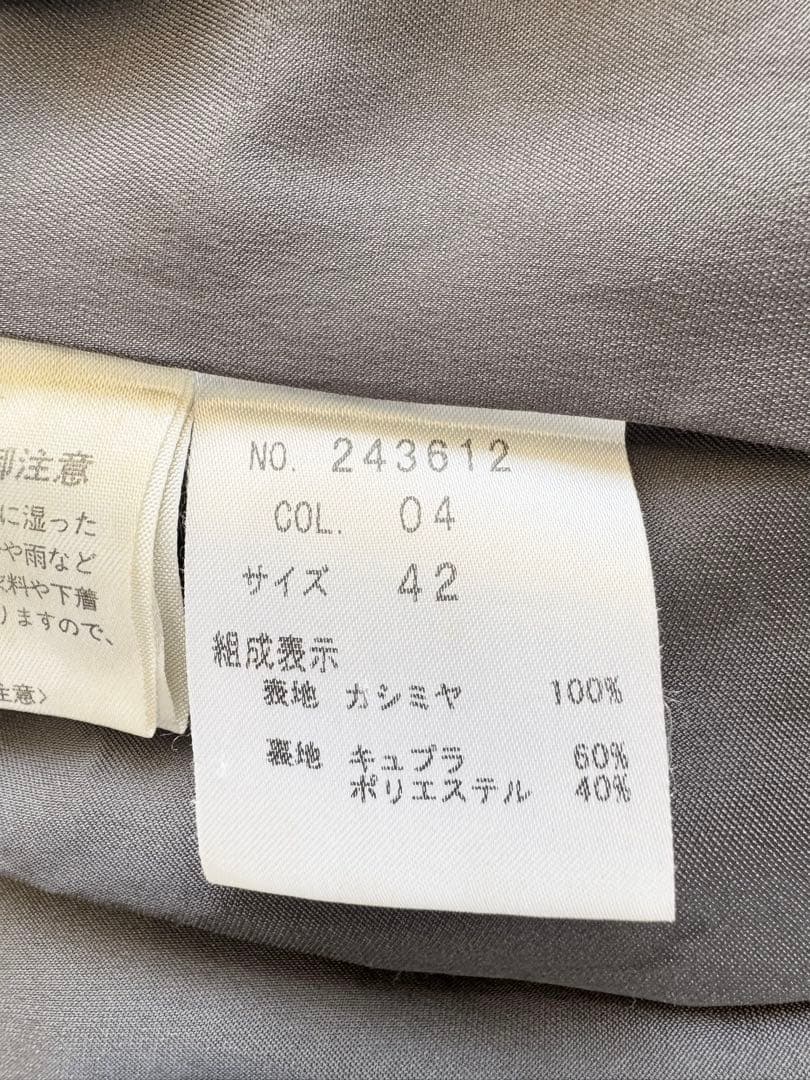 御注意
に湿った
や雨など
衣料や下着
りますので、
注意>
NO. 243612
COL. 04
サイズ 42
組成表示
表地 カシミヤ 100%
裏地 キュプラ 60%
ポリエステル 40%